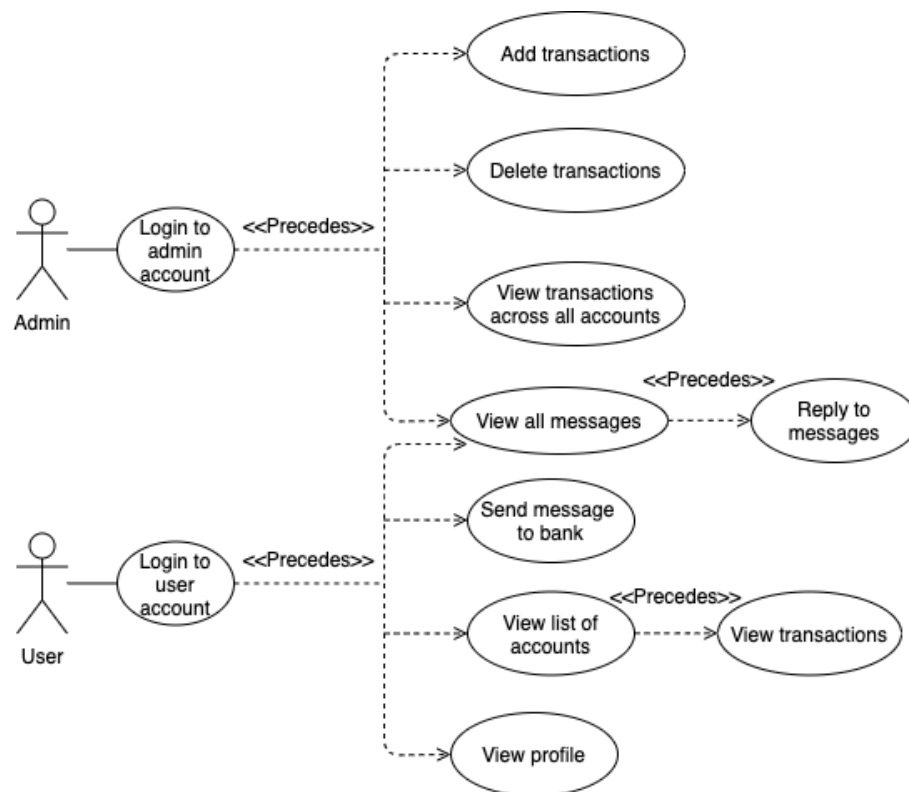 Add transactions
Delete transactions
Login to
admin
account
<<Precedes>>
Admin
View transactions
across all accounts
<<Precedes>>
View all messages
Reply to
messages
Send message
to bank
Login to
user
account
<<Precedes>>
User
View list of
accounts
<<Precedes>>
View transactions
View profile